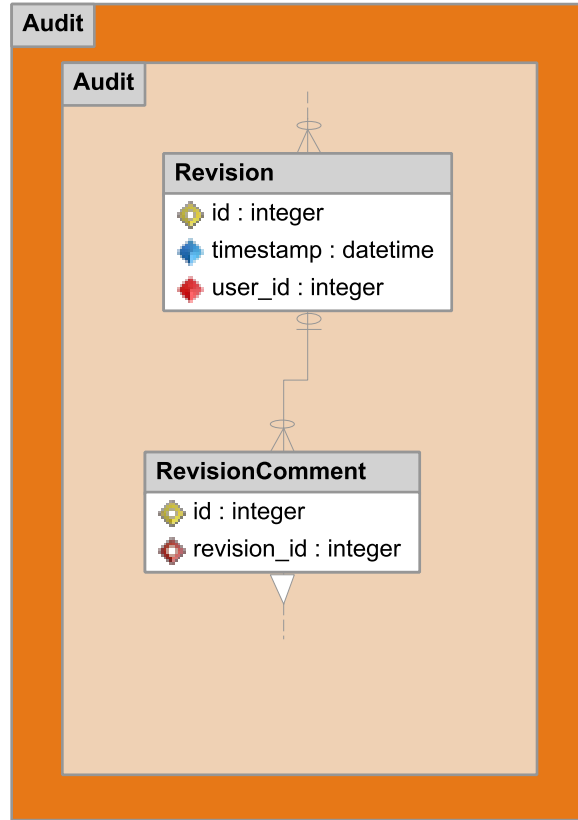 Audit
Audit
Revision
id : integer
timestamp : datetime
user_id : integer
RevisionComment
id : integer
revision_id : integer